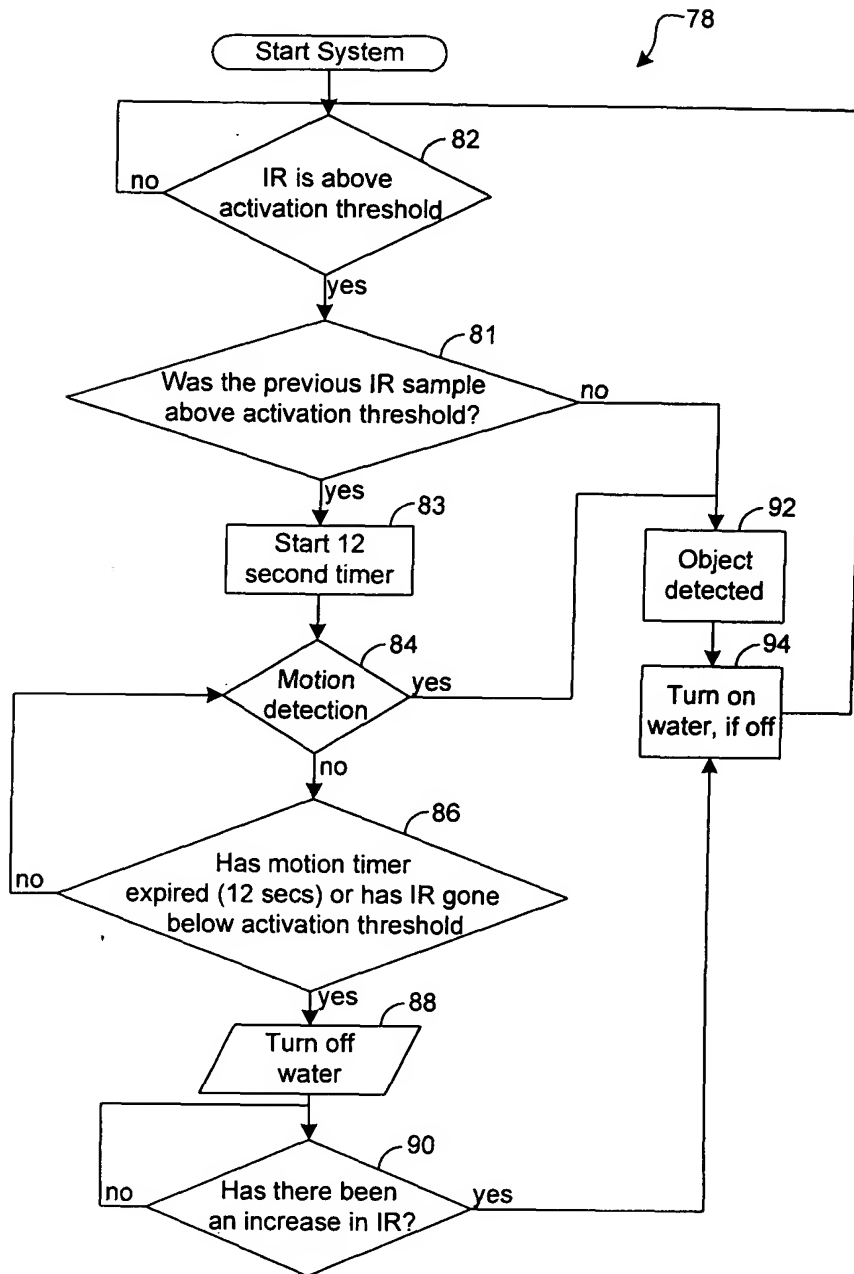 78
Start System
82
no
IR is above
activation threshold
yes
81
Was the previous IR sample
above activation threshold?
no
yes
83
Start 12
second timer
92
Object
detected
84
Motion
detection
yes
94
Turn on
water, if off
no
86
Has motion timer
expired (12 secs) or has IR gone
below activation threshold
no
yes
88
Turn off
water
90
no
Has there been
an increase in IR?
yes